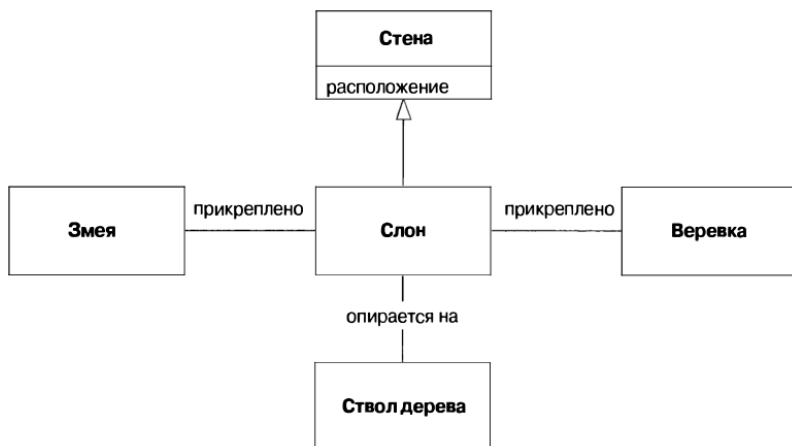 Стена
расположение
Змея
прикреплено
Слон
прикреплено
Веревка
опирается на
Ствол дерева